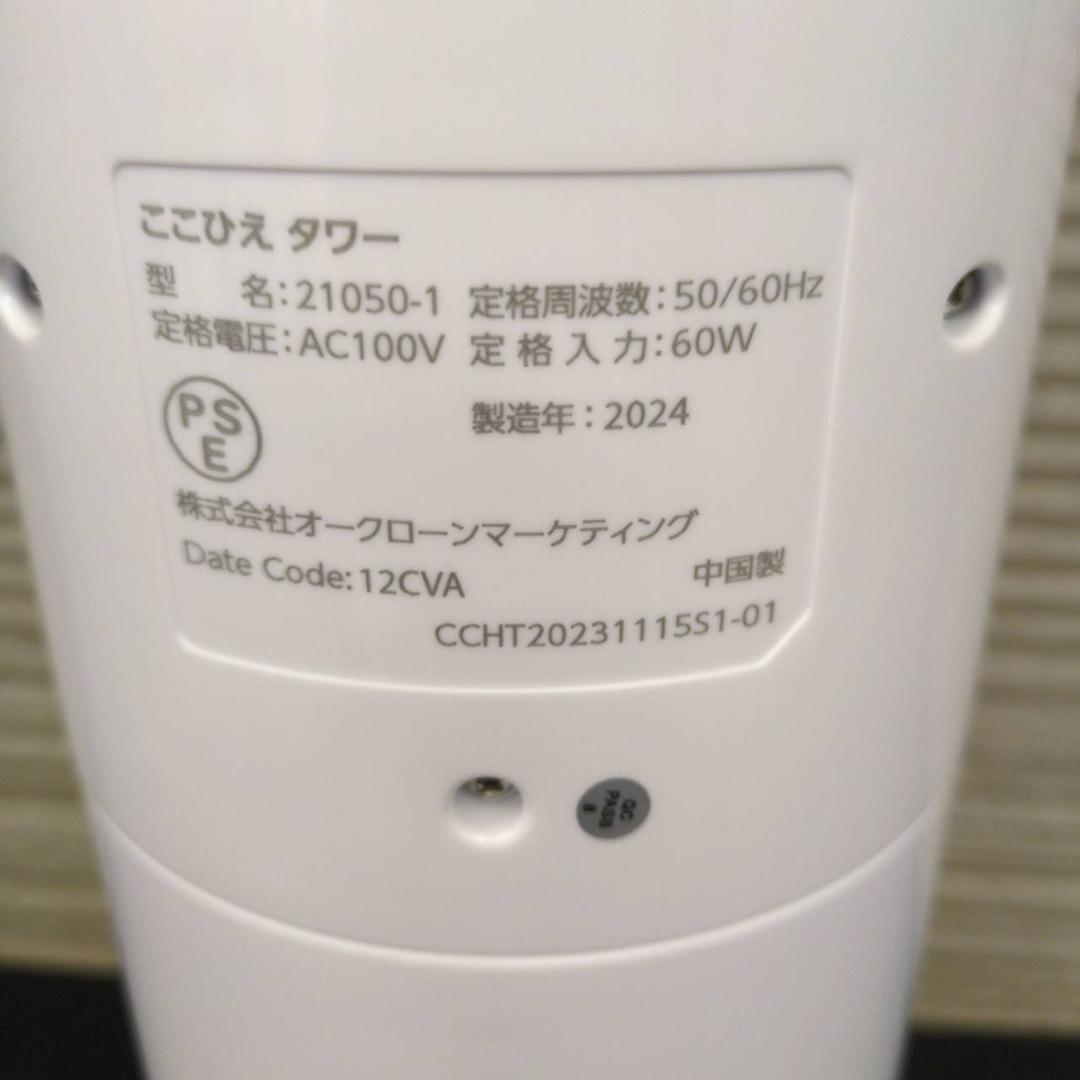 ここひえ タワー
型　　名：21050-1 定格周波数：50/60Hz
定格電圧：AC100V 定格入力：60W
PSE
製造年：2024
株式会社オークローンマーケティング
Date Code: 12CVA 中国製
CCHT20231115S1-01
QC
PASS
8